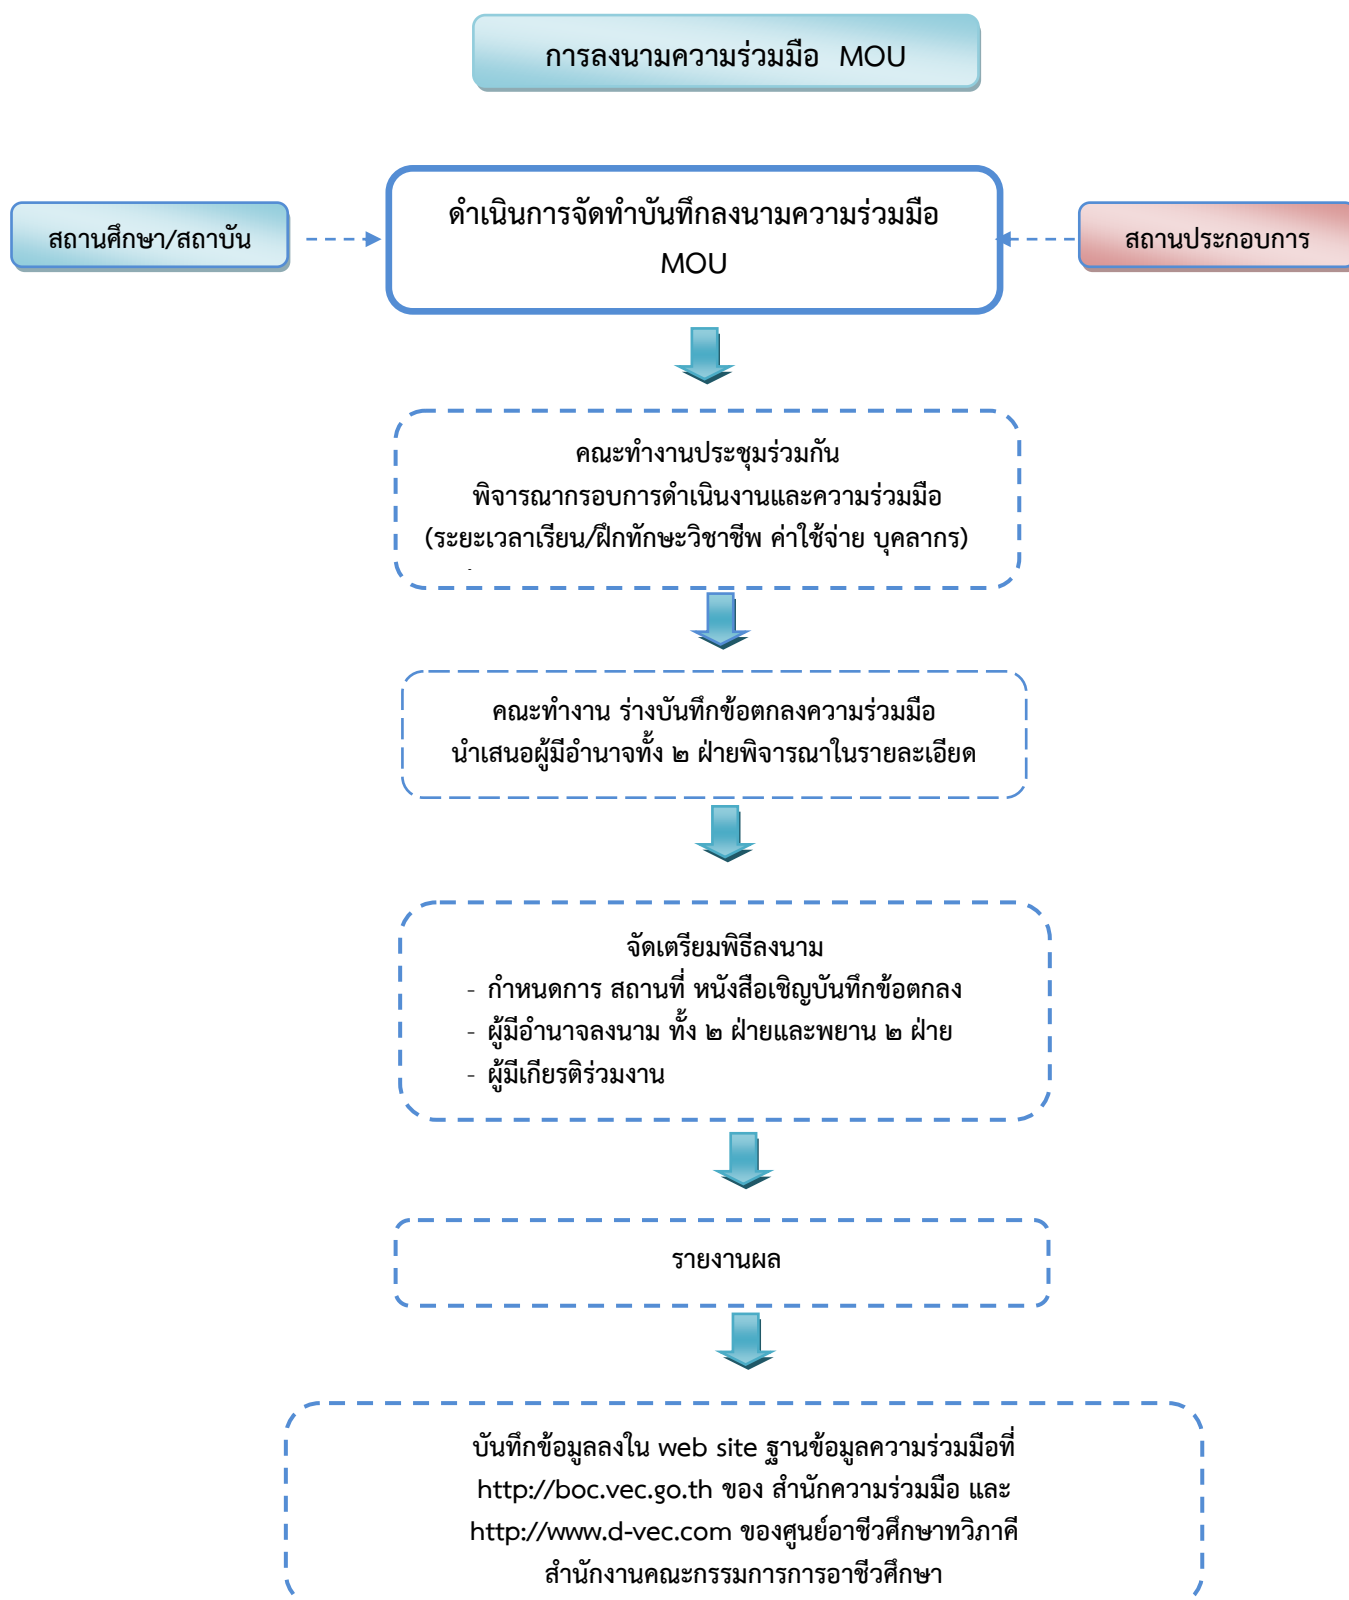 การลงนามความร่วมมือ MOU
ดำเนินการจัดทำบันทึกลงนามความร่วมมือ
MOU
สถานศึกษา/สถาบัน
สถานประกอบการ
คณะทำงานประชุมร่วมกัน
พิจารณากรอบการดำเนินงานและความร่วมมือ
(ระยะเวลาเรียน/ฝึกทักษะวิชาชีพ ค่าใช้จ่าย บุคลากร)
คณะทำงาน ร่างบันทึกข้อตกลงความร่วมมือ
นำเสนอผู้มีอำนาจทั้ง ๒ ฝ่ายพิจารณาในรายละเอียด
จัดเตรียมพิธีลงนาม
- กำหนดการ สถานที่ หนังสือเชิญบันทึกข้อตกลง
- ผู้มีอำนาจลงนาม ทั้ง ๒ ฝ่ายและพยาน ๒ ฝ่าย
- ผู้มีเกียรติร่วมงาน
รายงานผล
บันทึกข้อมูลลงใน web site ฐานข้อมูลความร่วมมือที่
http://boc.vec.go.th ของ สำนักความร่วมมือ และ
http://www.d-vec.com ของศูนย์อาชีวศึกษาทวิภาคี
สำนักงานคณะกรรมการการอาชีวศึกษา